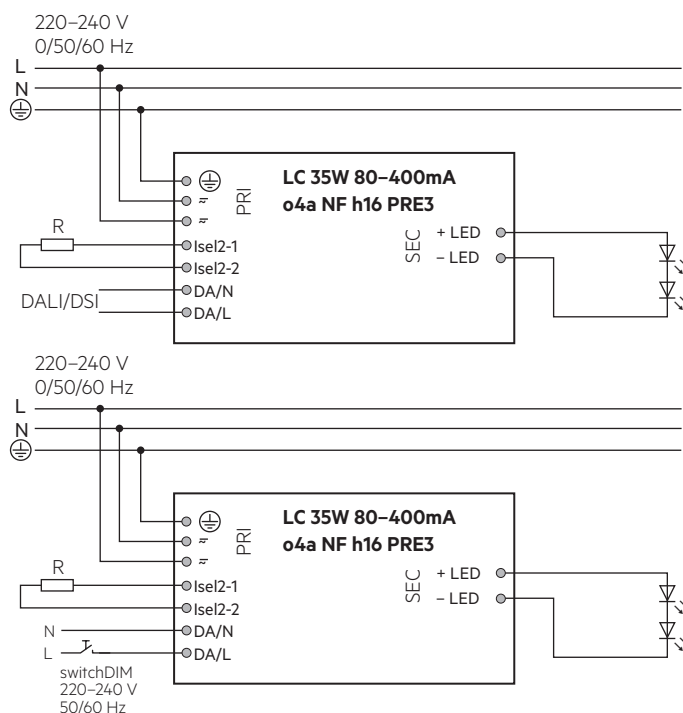 220–240 V
0/50/60 Hz
L
N
LC 35W 80–400mA
o4a NF h16 PRE3
PRI
≂
≂
R
Isel2-1
Isel2-2
DALI/DSI
DA/N
DA/L
SEC
+ LED
– LED
220–240 V
0/50/60 Hz
L
N
LC 35W 80–400mA
o4a NF h16 PRE3
PRI
≂
≂
R
Isel2-1
Isel2-2
N
DA/N
L
DA/L
SEC
+ LED
– LED
switchDIM
220–240 V
50/60 Hz